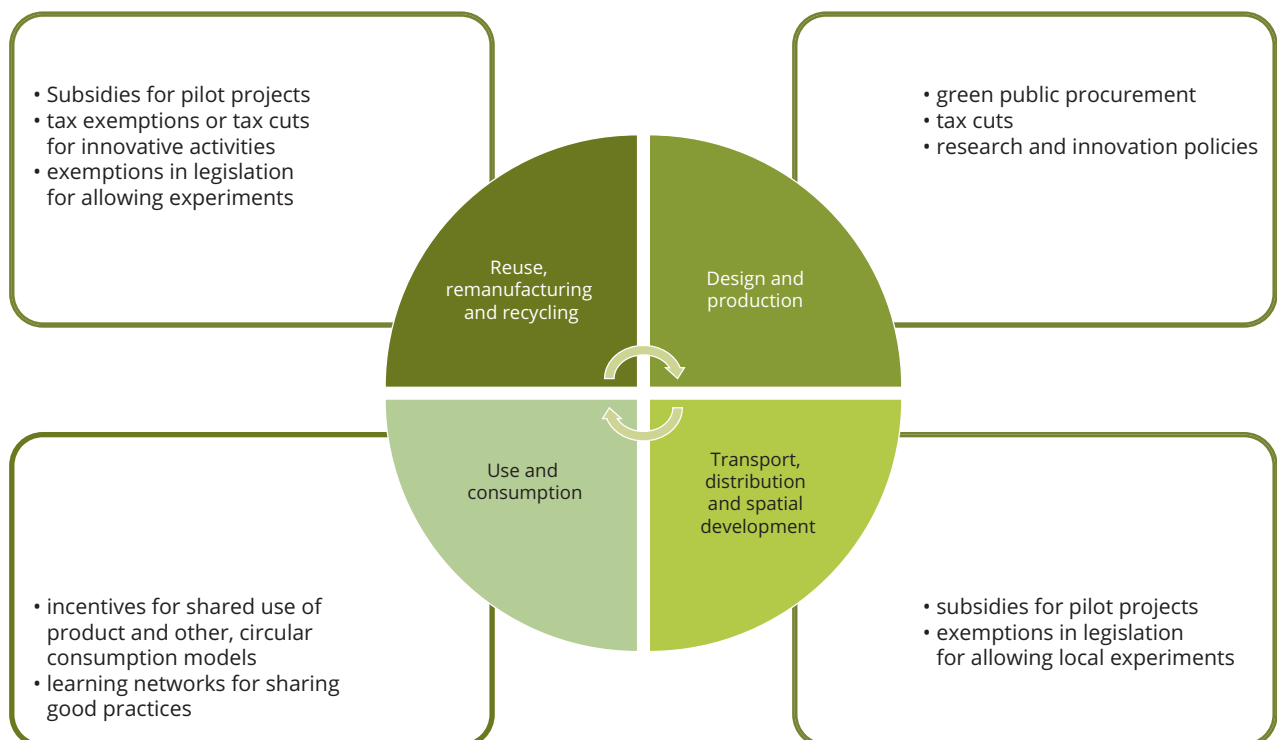 • Subsidies for pilot projects
• tax exemptions or tax cuts
for innovative activities
• exemptions in legislation
for allowing experiments
• green public procurement
• tax cuts
• research and innovation policies
Reuse,
remanufacturing
and recycling
Design and
production
Use and
consumption
Transport,
distribution
and spatial
development
• incentives for shared use of
product and other, circular
consumption models
• learning networks for sharing
good practices
• subsidies for pilot projects
• exemptions in legislation
for allowing local experiments